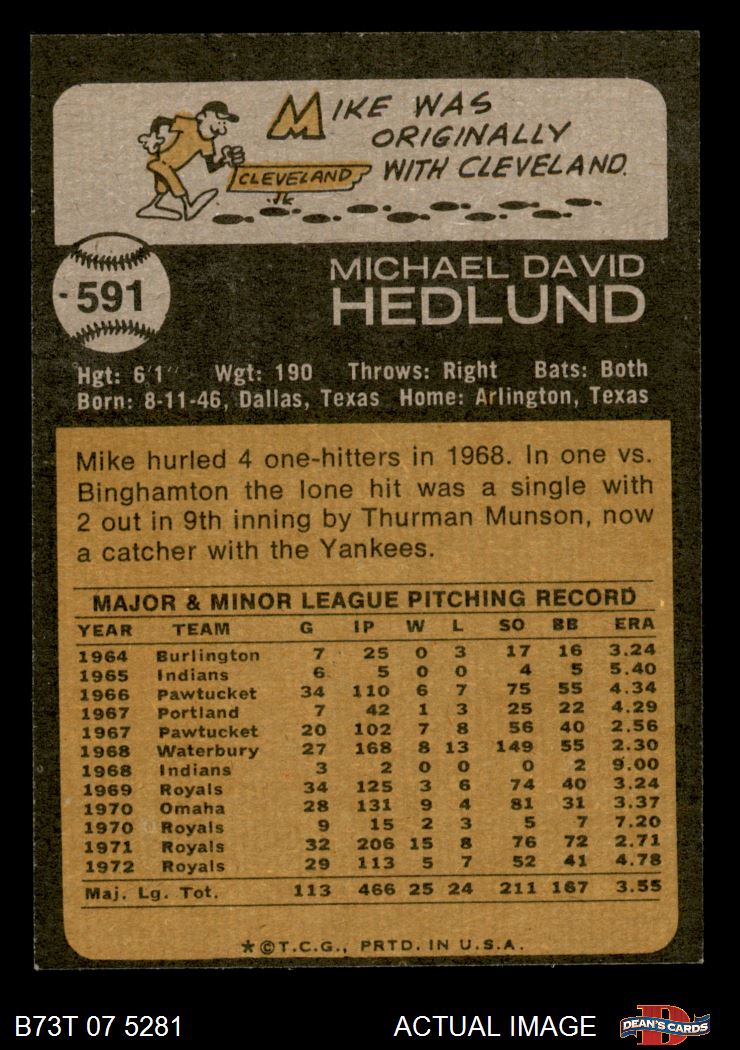 MIKE WAS
ORIGINALLY
WITH CLEVELAND.
CLEVELAND
JK
591
MICHAEL DAVID
HEDLUND
Hgt: 6'1" Wgt: 190 Throws: Right Bats: Both
Born: 8-11-46, Dallas, Texas Home: Arlington, Texas
Mike hurled 4 one-hitters in 1968. In one vs.
Binghamton the lone hit was a single with
2 out in 9th inning by Thurman Munson, now
a catcher with the Yankees.
MAJOR & MINOR LEAGUE PITCHING RECORD
YEAR TEAM G IP W L SO BB ERA
1964 Burlington 7 25 0 3 17 16 3.24
1965 Indians 6 5 0 0 4 5 5.40
1966 Pawtucket 34 110 6 7 75 55 4.34
1967 Portland 7 42 1 3 25 22 4.29
1967 Pawtucket 20 102 7 8 56 40 2.56
1968 Waterbury 27 168 8 13 149 55 2.30
1968 Indians 3 2 0 0 0 2 9.00
1969 Royals 34 125 3 6 74 40 3.24
1970 Omaha 28 131 9 4 81 31 3.37
1970 Royals 9 15 2 3 5 7 7.20
1971 Royals 32 206 15 8 76 72 2.71
1972 Royals 29 113 5 7 52 41 4.78
Maj. Lg. Tot. 113 466 25 24 211 167 3.55
*©T.C.G., PRTD. IN U.S.A.
B73T 07 5281 ACTUAL IMAGE D DEAN'S CARDS